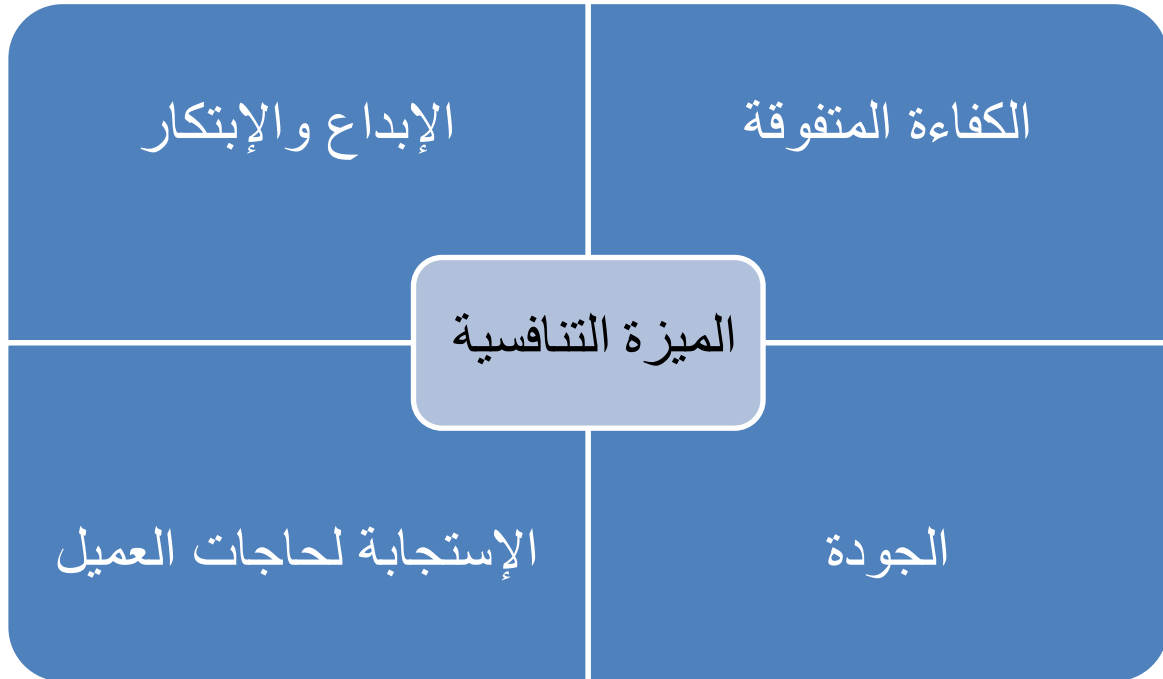 الكفاءة المتفوقة
الإبداع والإبتكار
الميزة التنافسية
الجودة
الإستجابة لحاجات العميل